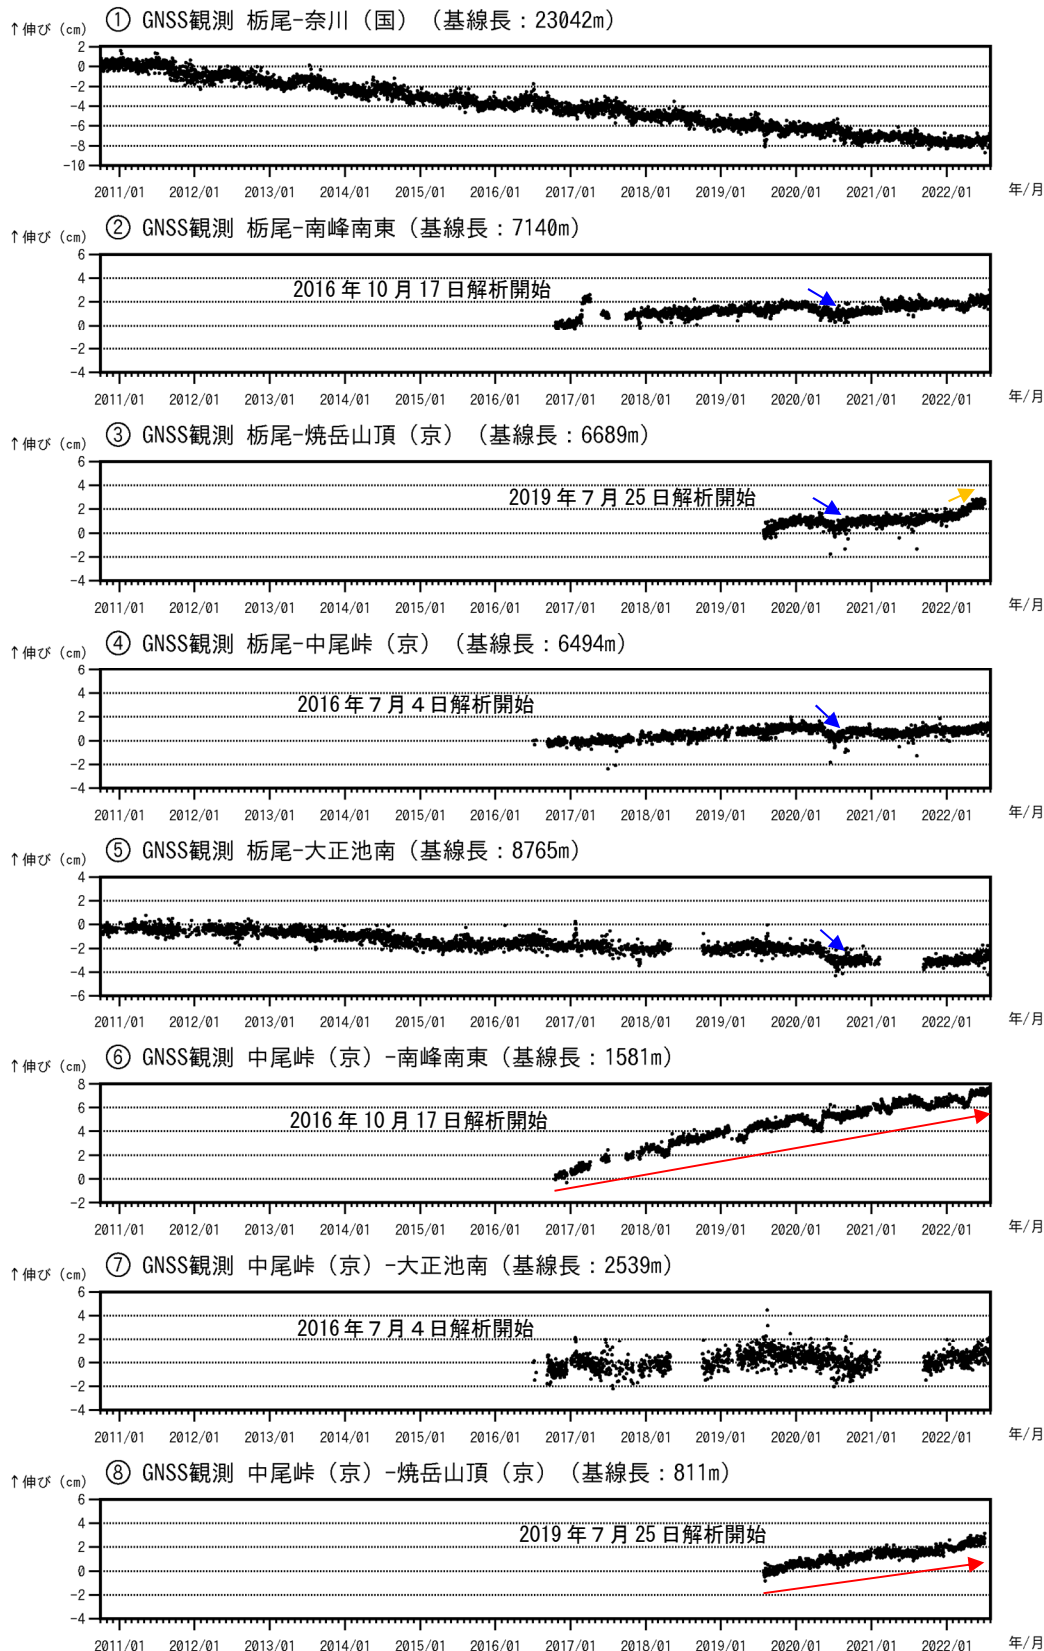 ↑伸び（cm） ① GNSS観測 栃尾-奈川（国）（基線長：23042m）
2
0
-2
-4
-6
-8
-10
2011/01 2012/01 2013/01 2014/01 2015/01 2016/01 2017/01 2018/01 2019/01 2020/01 2021/01 2022/01 年/月
↑伸び（cm） ② GNSS観測 栃尾-南峰南東（基線長：7140m）
6
4
2016年10月17日解析開始
2
0
-2
-4
2011/01 2012/01 2013/01 2014/01 2015/01 2016/01 2017/01 2018/01 2019/01 2020/01 2021/01 2022/01 年/月
↑伸び（cm） ③ GNSS観測 栃尾-焼岳山頂（京）（基線長：6689m）
6
4
2019年７月25日解析開始
2
0
-2
-4
2011/01 2012/01 2013/01 2014/01 2015/01 2016/01 2017/01 2018/01 2019/01 2020/01 2021/01 2022/01 年/月
↑伸び（cm） ④ GNSS観測 栃尾-中尾峠（京）（基線長：6494m）
6
4
2016年７月４日解析開始
2
0
-2
-4
2011/01 2012/01 2013/01 2014/01 2015/01 2016/01 2017/01 2018/01 2019/01 2020/01 2021/01 2022/01 年/月
↑伸び（cm） ⑤ GNSS観測 栃尾-大正池南（基線長：8765m）
4
2
0
-2
-4
-6
2011/01 2012/01 2013/01 2014/01 2015/01 2016/01 2017/01 2018/01 2019/01 2020/01 2021/01 2022/01 年/月
↑伸び（cm） ⑥ GNSS観測 中尾峠（京）-南峰南東（基線長：1581m）
8
6
2016年10月17日解析開始
4
2
0
-2
2011/01 2012/01 2013/01 2014/01 2015/01 2016/01 2017/01 2018/01 2019/01 2020/01 2021/01 2022/01 年/月
↑伸び（cm） ⑦ GNSS観測 中尾峠（京）-大正池南（基線長：2539m）
6
4
2016年７月４日解析開始
2
0
-2
-4
2011/01 2012/01 2013/01 2014/01 2015/01 2016/01 2017/01 2018/01 2019/01 2020/01 2021/01 2022/01 年/月
↑伸び（cm） ⑧ GNSS観測 中尾峠（京）-焼岳山頂（京）（基線長：811m）
6
4
2019年７月25日解析開始
2
0
-2
-4
2011/01 2012/01 2013/01 2014/01 2015/01 2016/01 2017/01 2018/01 2019/01 2020/01 2021/01 2022/01 年/月